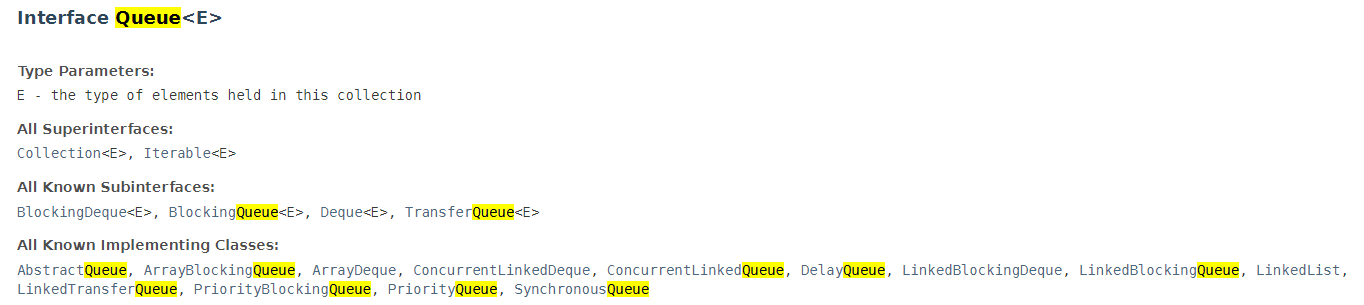 Interface Queue<E>
Type Parameters:
E - the type of elements held in this collection
All Superinterfaces:
Collection<E>, Iterable<E>
All Known Subinterfaces:
BlockingDeque<E>, BlockingQueue<E>, Deque<E>, TransferQueue<E>
All Known Implementing Classes:
AbstractQueue, ArrayBlockingQueue, ArrayDeque, ConcurrentLinkedDeque, ConcurrentLinkedQueue, DelayQueue, LinkedBlockingDeque, LinkedBlockingQueue, LinkedList,
LinkedTransferQueue, PriorityBlockingQueue, PriorityQueue, SynchronousQueue